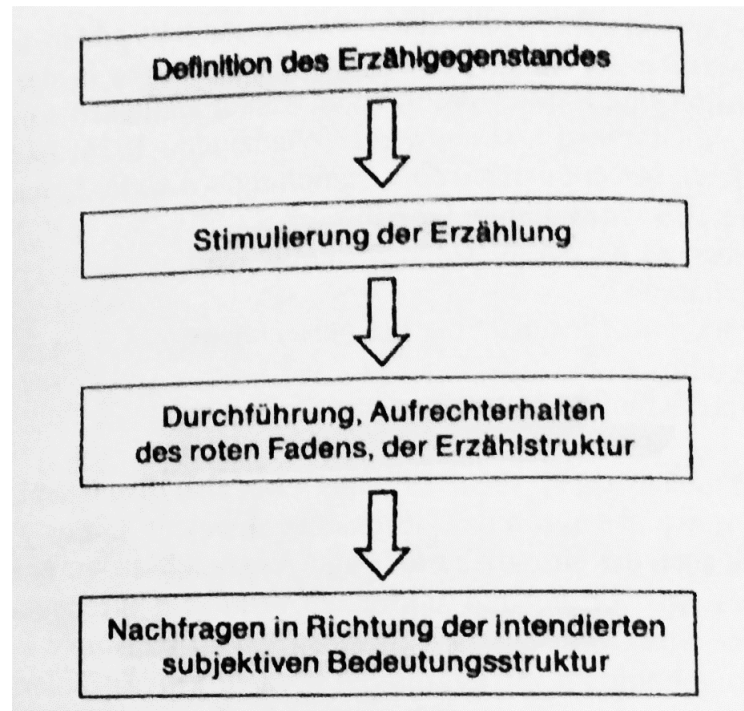 Definition des Erzählgegenstandes
Stimulierung der Erzählung
Durchführung, Aufrechterhalten
des roten Fadens, der Erzählstruktur
Nachfragen in Richtung der intendierten
subjektiven Bedeutungsstruktur